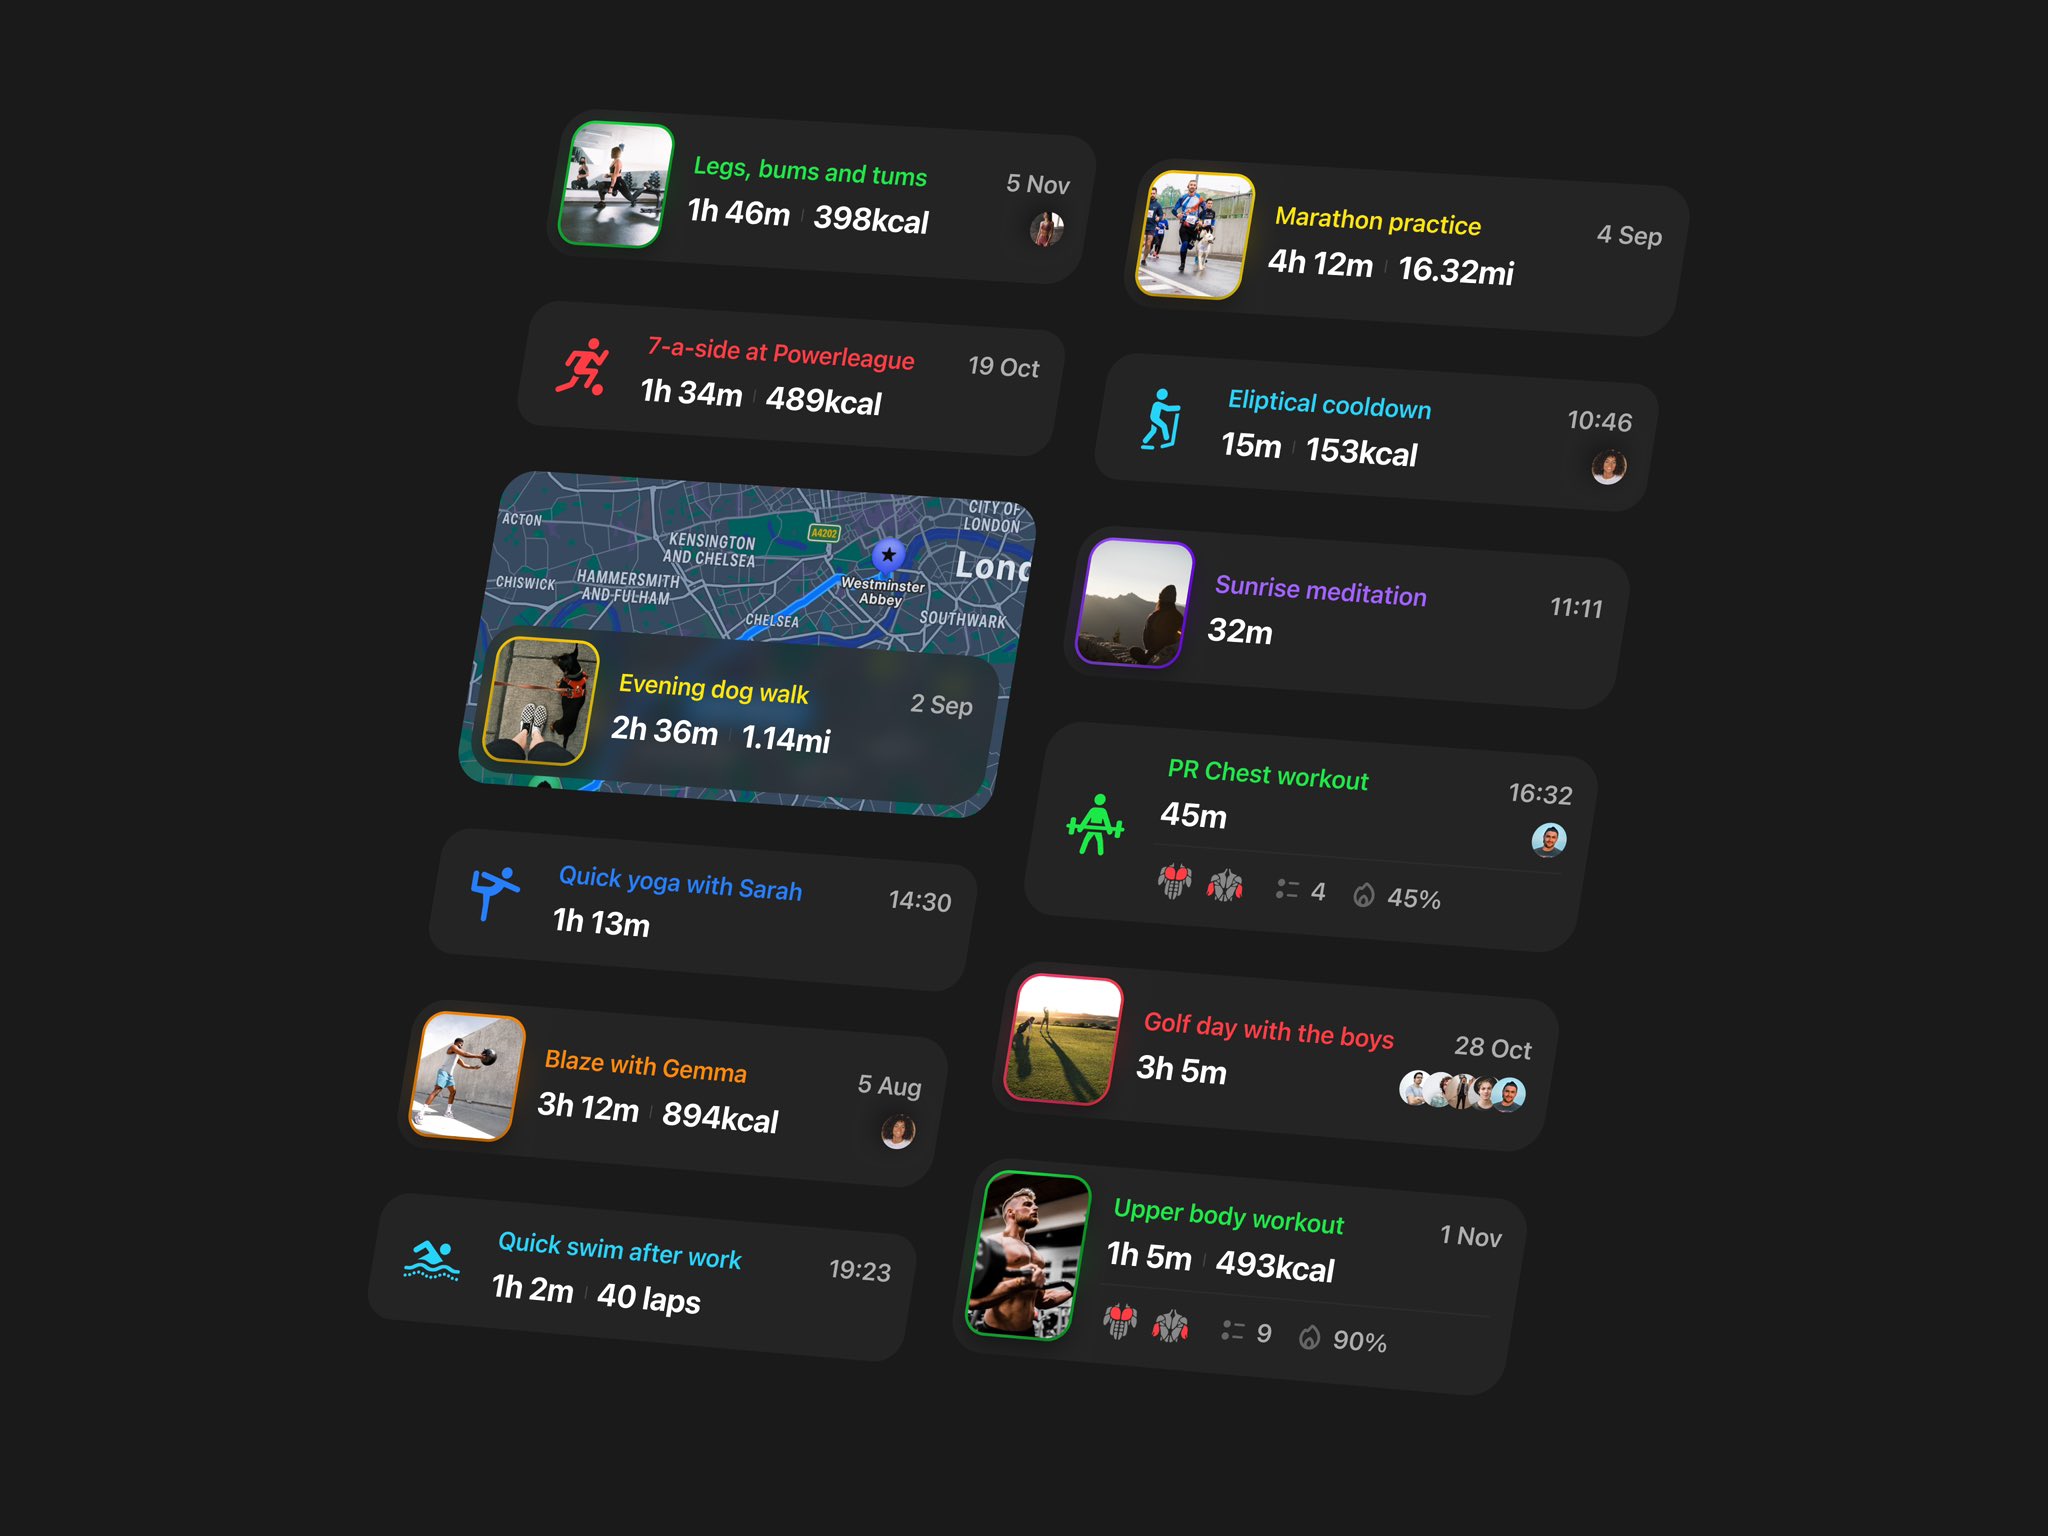 Legs, bums and tums
5 Nov
1h 46m | 398kcal
7-a-side at Powerleague
19 Oct
1h 34m | 489kcal
ACTON
KENSINGTON
AND CHELSEA
A4202
CITY OF
LONDON
Lond
CHISWICK
HAMMERSMITH
AND FULHAM
Westminster
Abbey
CHELSEA
SOUTHWARK
Evening dog walk
2 Sep
2h 36m | 1.14mi
Quick yoga with Sarah
14:30
1h 13m
Blaze with Gemma
5 Aug
3h 12m | 894kcal
Quick swim after work
19:23
1h 2m | 40 laps
Marathon practice
4 Sep
4h 12m | 16.32mi
Eliptical cooldown
10:46
15m | 153kcal
Sunrise meditation
11:11
32m
PR Chest workout
16:32
45m
4
45%
Golf day with the boys
28 Oct
3h 5m
Upper body workout
1 Nov
1h 5m | 493kcal
9
90%